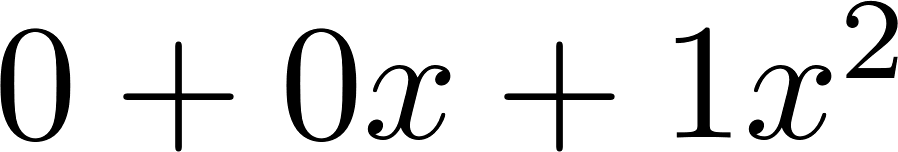 0 + 0x + 1x²